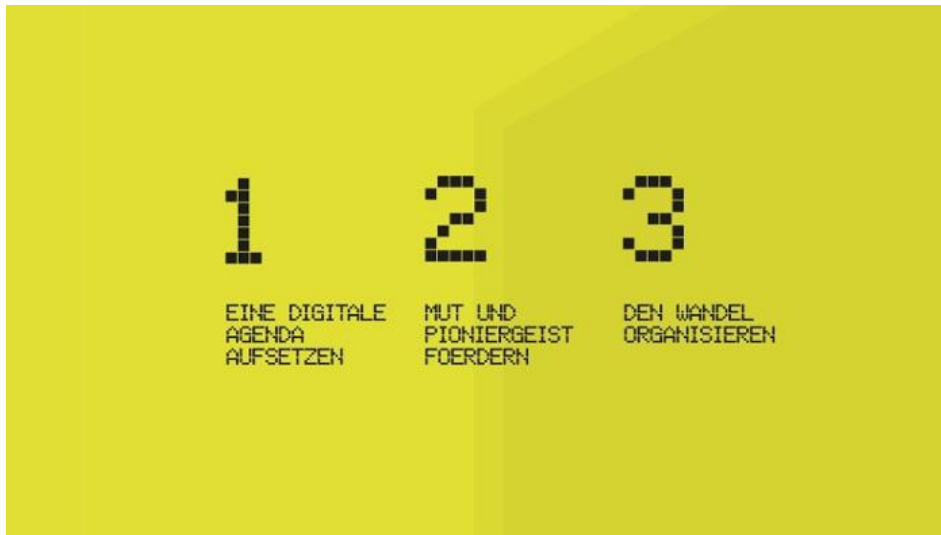 1
EINE DIGITALE
AGENDA
AUFSETZEN
2
MUT UND
PIONIERGEIST
FOERDERN
3
DEN WANDEL
ORGANISIEREN